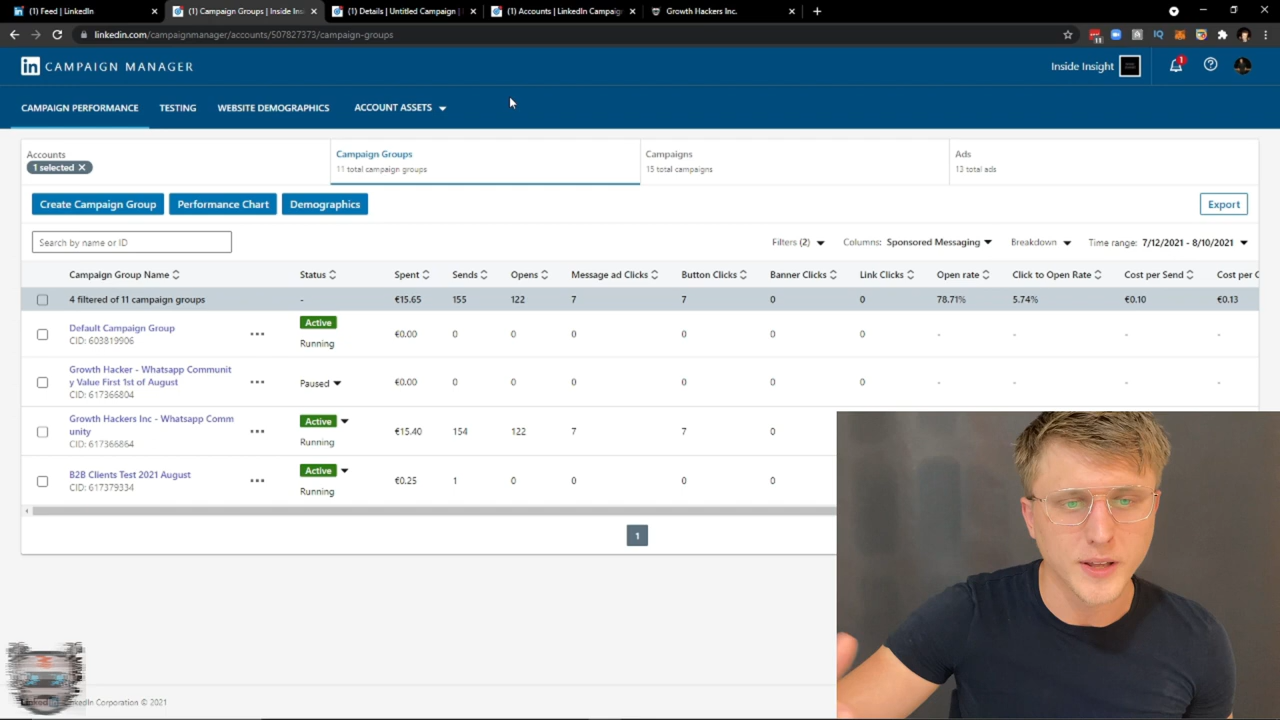 (1) Feed | LinkedIn
(1) Campaign Groups | Inside Ins
(1) Details | Untitled Campaign |
(1) Accounts | LinkedIn Campaig
Growth Hackers Inc.
linkedin.com/campaignmanager/accounts/507827373/campaign-groups
11
in CAMPAIGN MANAGER
Inside Insight
1
CAMPAIGN PERFORMANCE
TESTING
WEBSITE DEMOGRAPHICS
ACCOUNT ASSETS
Accounts
1 selected
Campaign Groups
11 total campaign groups
Campaigns
15 total campaigns
Ads
13 total ads
Create Campaign Group
Performance Chart
Demographics
Export
Search by name or ID
Filters (2)
Columns: Sponsored Messaging
Breakdown
Time range: 7/12/2021 - 8/10/2021
Campaign Group Name Status Spent Sends Opens Message ad Clicks Button Clicks Banner Clicks Link Clicks Open rate Click to Open Rate Cost per Send Cost per C
4 filtered of 11 campaign groups - €15.65 155 122 7 7 0 0 78.71% 5.74% €0.10 €0.13
Default Campaign Group
CID: 603819906
Active
Running
€0.00 0 0 0 0 0 0 - - - -
Growth Hacker - Whatsapp Communit
y Value First 1st of August
CID: 617366804
Paused
€0.00 0 0 0 0 0 0 - - - -
Growth Hackers Inc - Whatsapp Comm
unity
CID: 617366864
Active
Running
€15.40 154 122 7 7 0
B2B Clients Test 2021 August
CID: 617379334
Active
Running
€0.25 1 0 0 0 0
1
LinkedIn Corporation © 2021